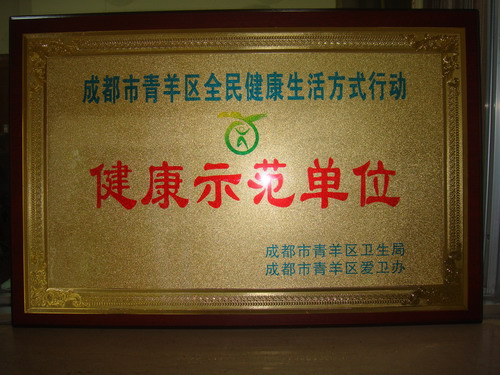 成都市青羊区全民健康生活方式行动
健康示范单位
成都市青羊区卫生局
成都市青羊区爱卫办